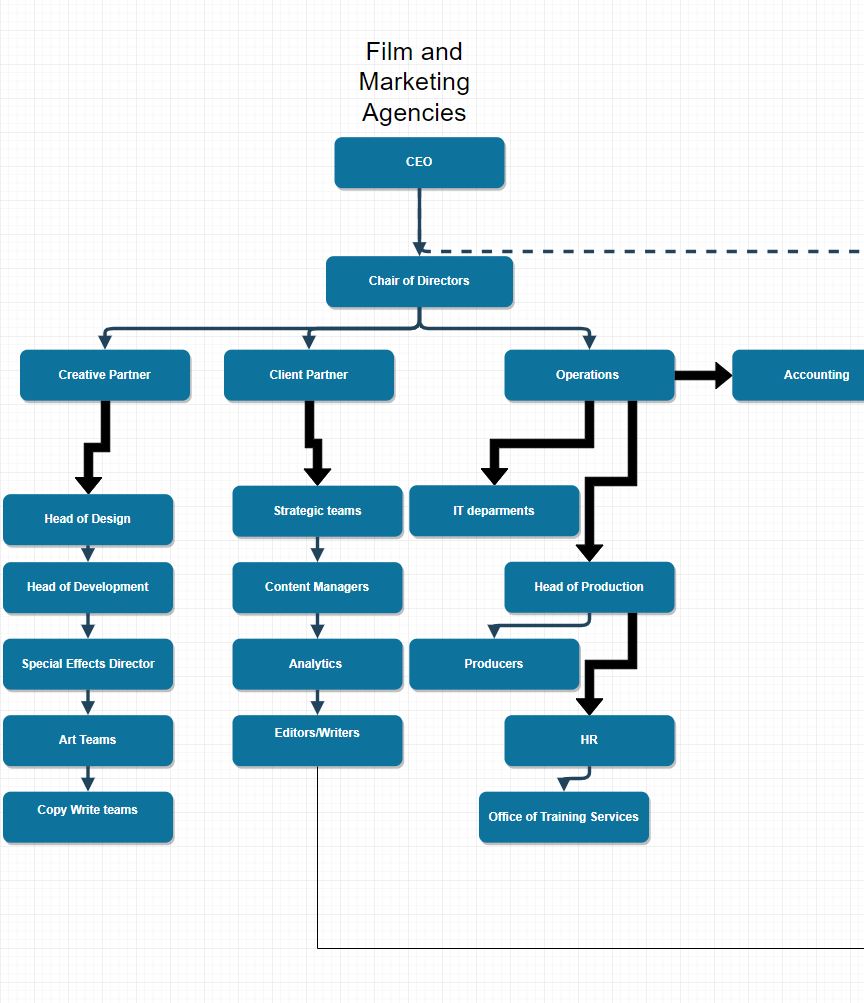 Film and
Marketing
Agencies
CEO
Chair of Directors
Creative Partner
Client Partner
Operations
Accounting
Head of Design
Strategic teams
IT deparments
Head of Development
Content Managers
Head of Production
Special Effects Director
Analytics
Producers
Art Teams
Editors/Writers
HR
Copy Write teams
Office of Training Services